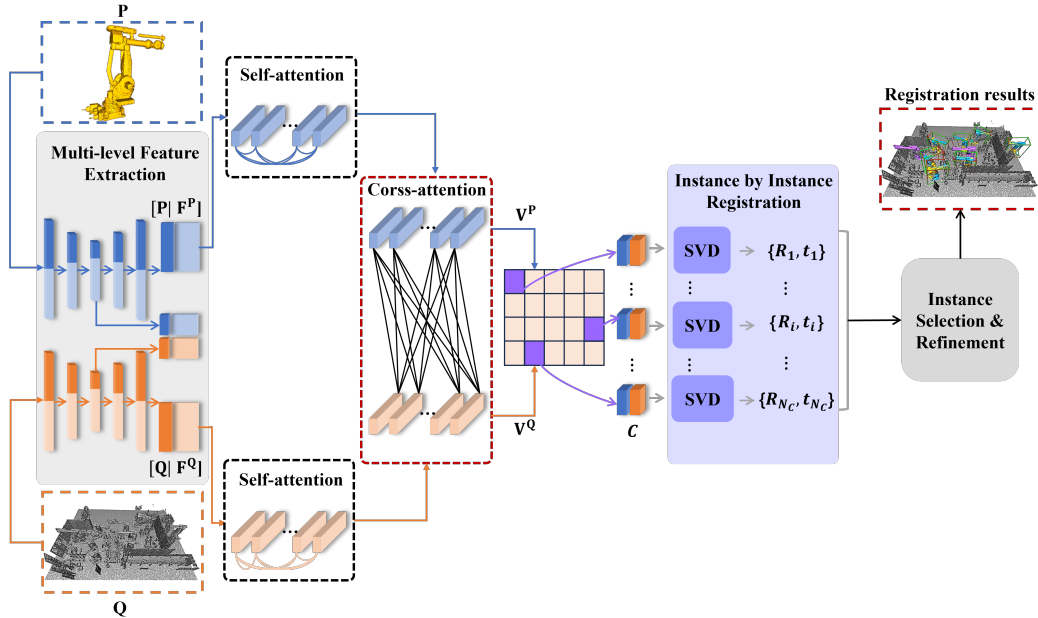 P
Self-attention
...
Multi-level Feature
Extraction
[P| F^P]
Corss-attention
...
...
V^P
V^Q
[Q| F^Q]
Self-attention
...
Q
⋮
⋮
C
Instance by Instance
Registration
SVD
{R_1, t_1}
⋮
⋮
SVD
{R_i, t_i}
⋮
⋮
SVD
{R_{N_C}, t_{N_C}}
Registration results
Instance
Selection &
Refinement